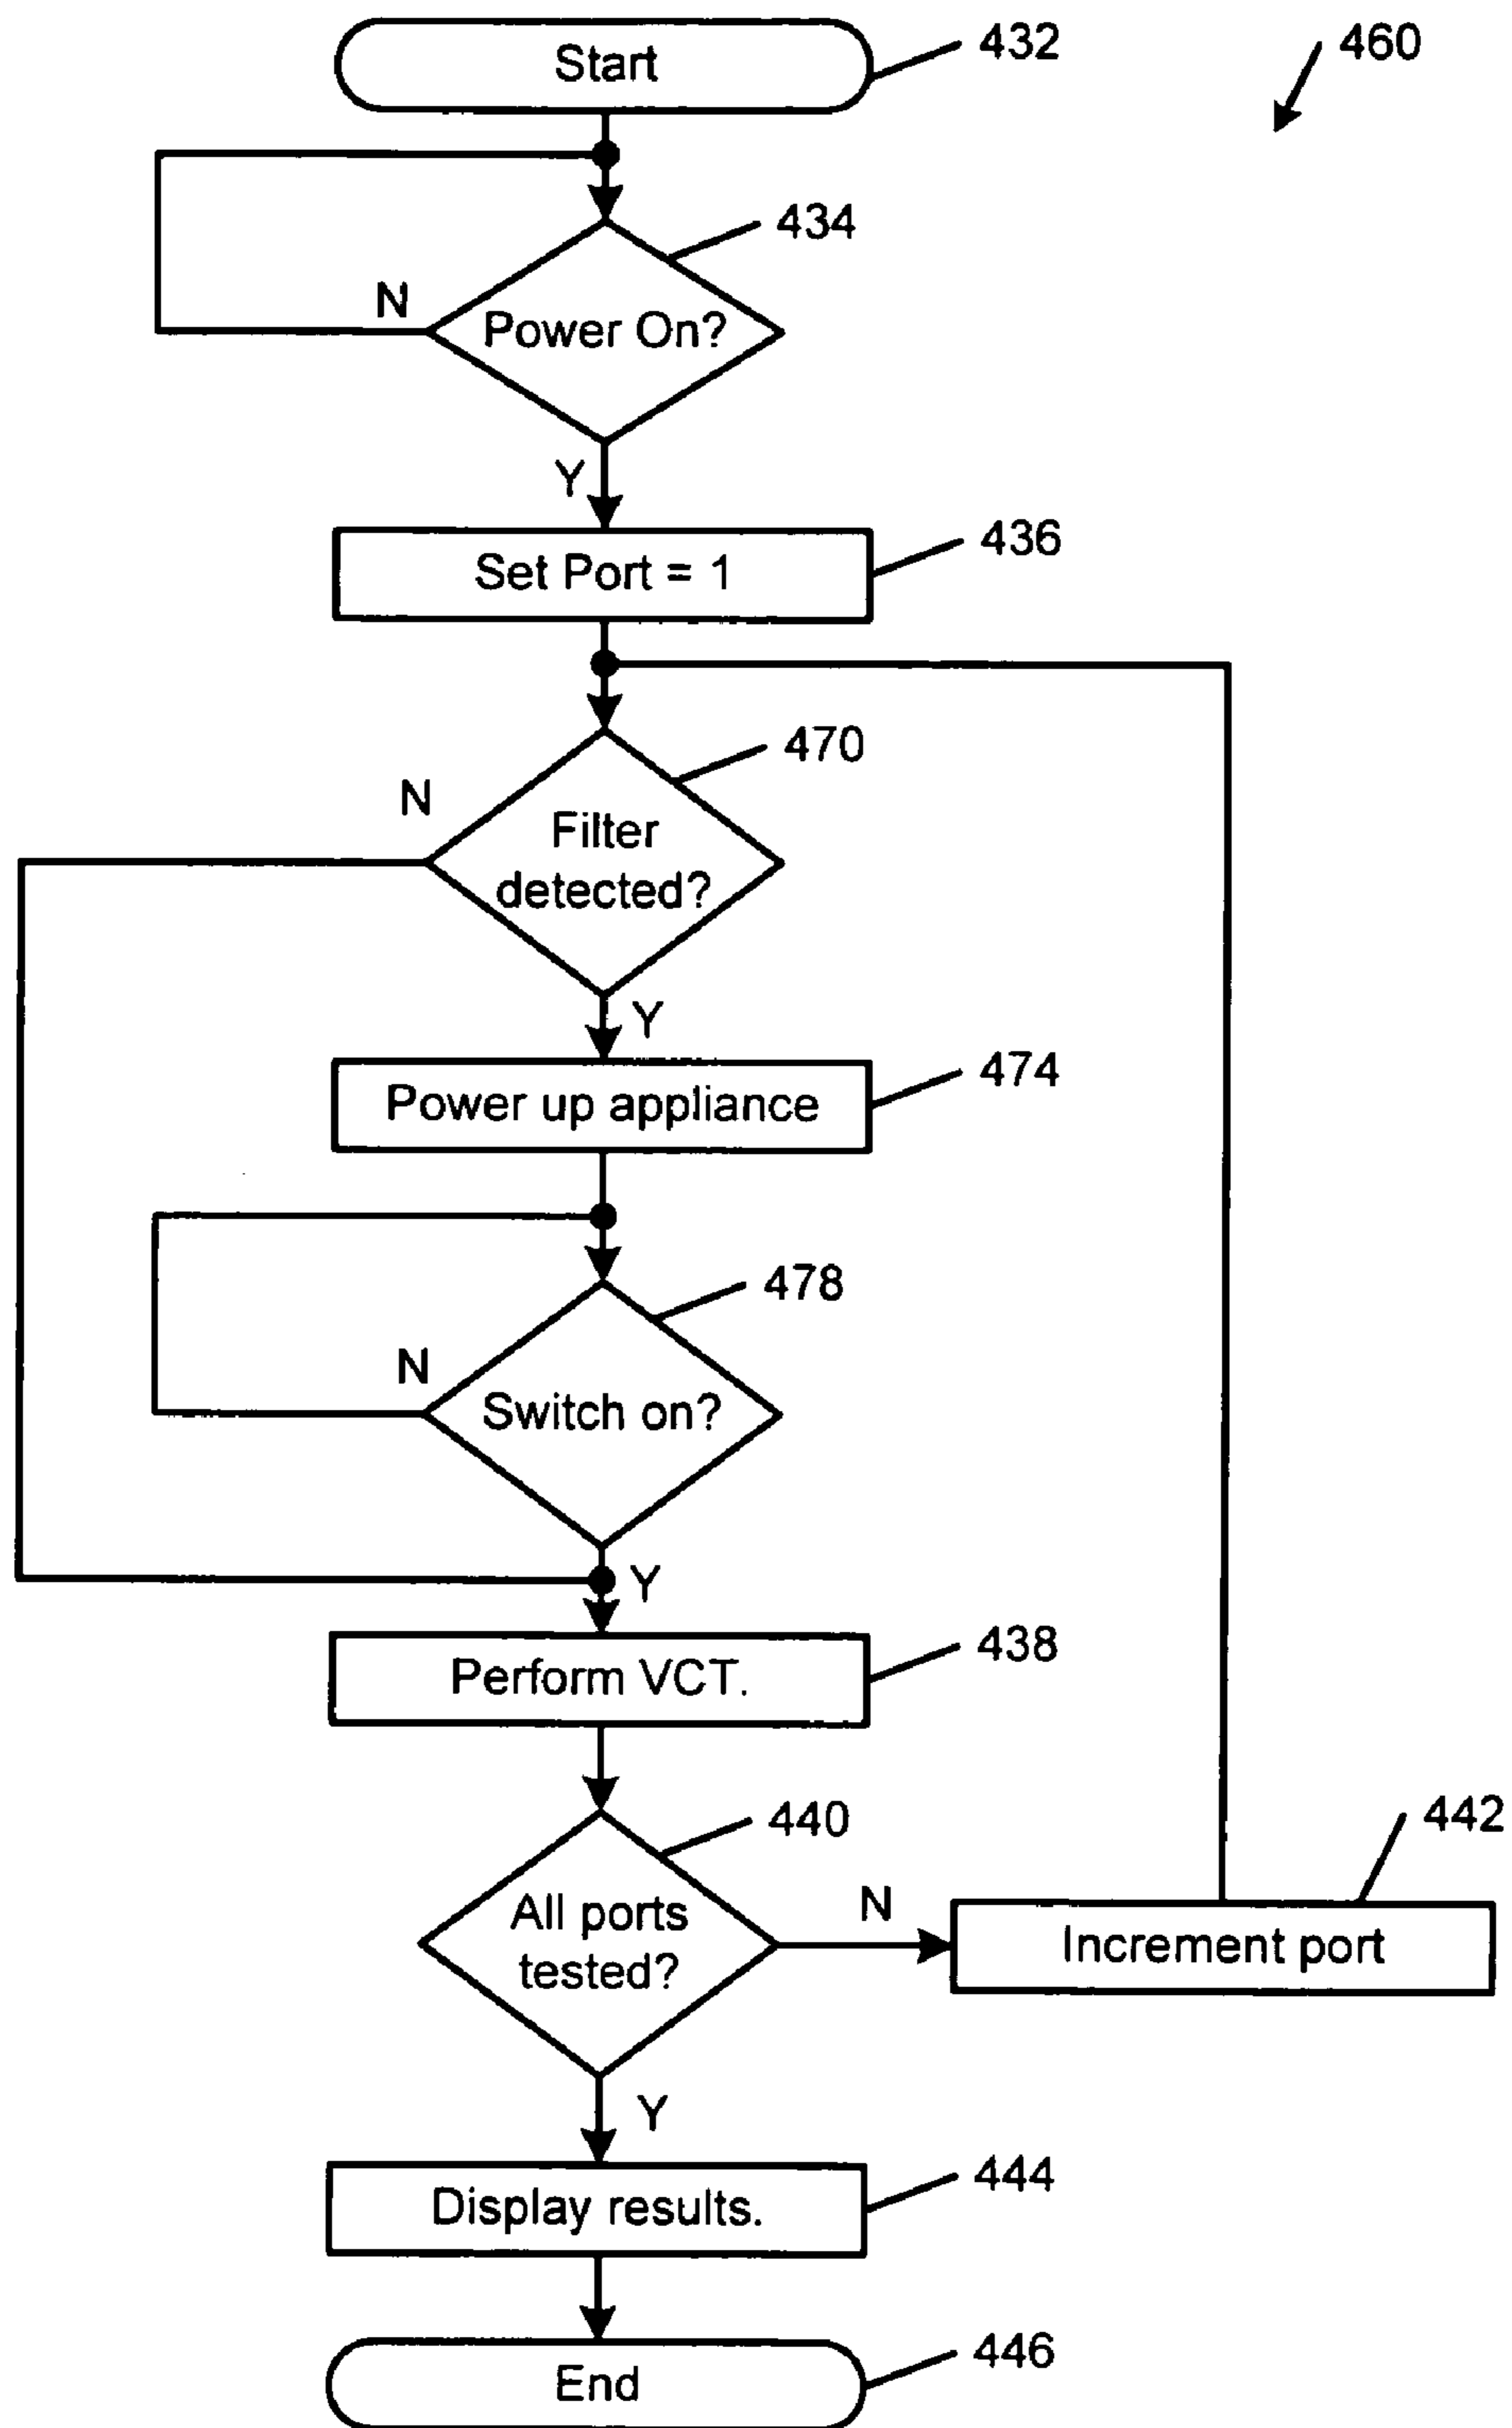 Start
432
460
434
N
Power On?
Y
436
Set Port = 1
470
N
Filter
detected?
Y
474
Power up appliance
478
N
Switch on?
Y
438
Perform VCT.
440
442
All ports
tested?
N
Increment port
Y
444
Display results.
446
End